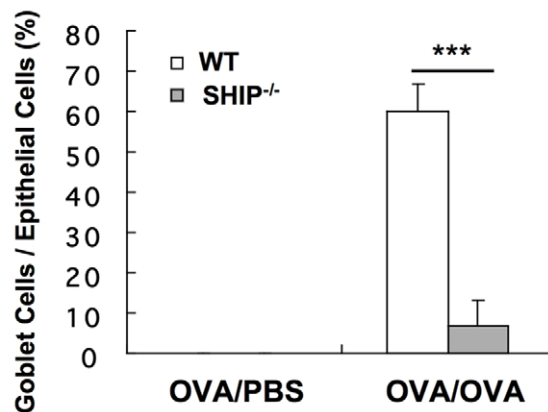 Goblet Cells / Epithelial Cells (%)
80
70
60
50
40
30
20
10
0
WT
SHIP-/-
***
OVA/PBS
OVA/OVA